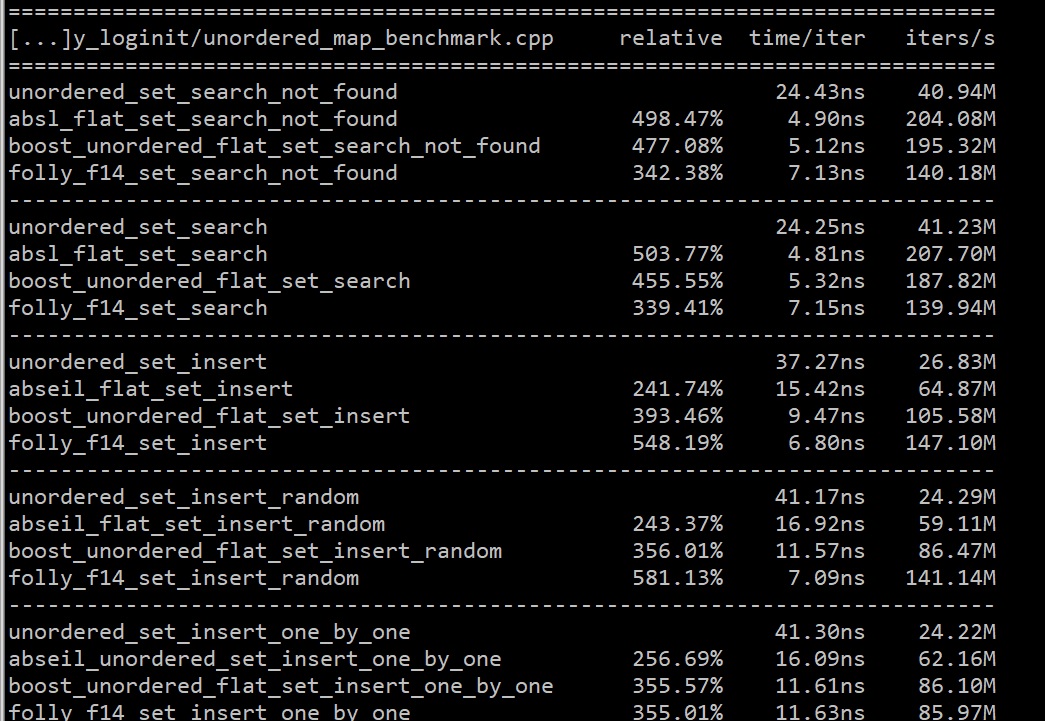 ============================================================================
[...]y_loginit/unordered_map_benchmark.cpp     relative  time/iter   iters/s
============================================================================
unordered_set_search_not_found                             24.43ns    40.94M
absl_flat_set_search_not_found                  498.47%     4.90ns   204.08M
boost_unordered_flat_set_search_not_found       477.08%     5.12ns   195.32M
folly_f14_set_search_not_found                  342.38%     7.13ns   140.18M
----------------------------------------------------------------------------
unordered_set_search                                       24.25ns    41.23M
absl_flat_set_search                            503.77%     4.81ns   207.70M
boost_unordered_flat_set_search                 455.55%     5.32ns   187.82M
folly_f14_set_search                            339.41%     7.15ns   139.94M
----------------------------------------------------------------------------
unordered_set_insert                                       37.27ns    26.83M
abseil_flat_set_insert                          241.74%    15.42ns    64.87M
boost_unordered_flat_set_insert                 393.46%     9.47ns   105.58M
folly_f14_set_insert                            548.19%     6.80ns   147.10M
----------------------------------------------------------------------------
unordered_set_insert_random                                41.17ns    24.29M
abseil_flat_set_insert_random                   243.37%    16.92ns    59.11M
boost_unordered_flat_set_insert_random          356.01%    11.57ns    86.47M
folly_f14_set_insert_random                     581.13%     7.09ns   141.14M
----------------------------------------------------------------------------
unordered_set_insert_one_by_one                            41.30ns    24.22M
abseil_unordered_set_insert_one_by_one          256.69%    16.09ns    62.16M
boost_unordered_flat_set_insert_one_by_one      355.57%    11.61ns    86.10M
folly_f14_set_insert_one_by_one                 355.01%    11.63ns    85.97M